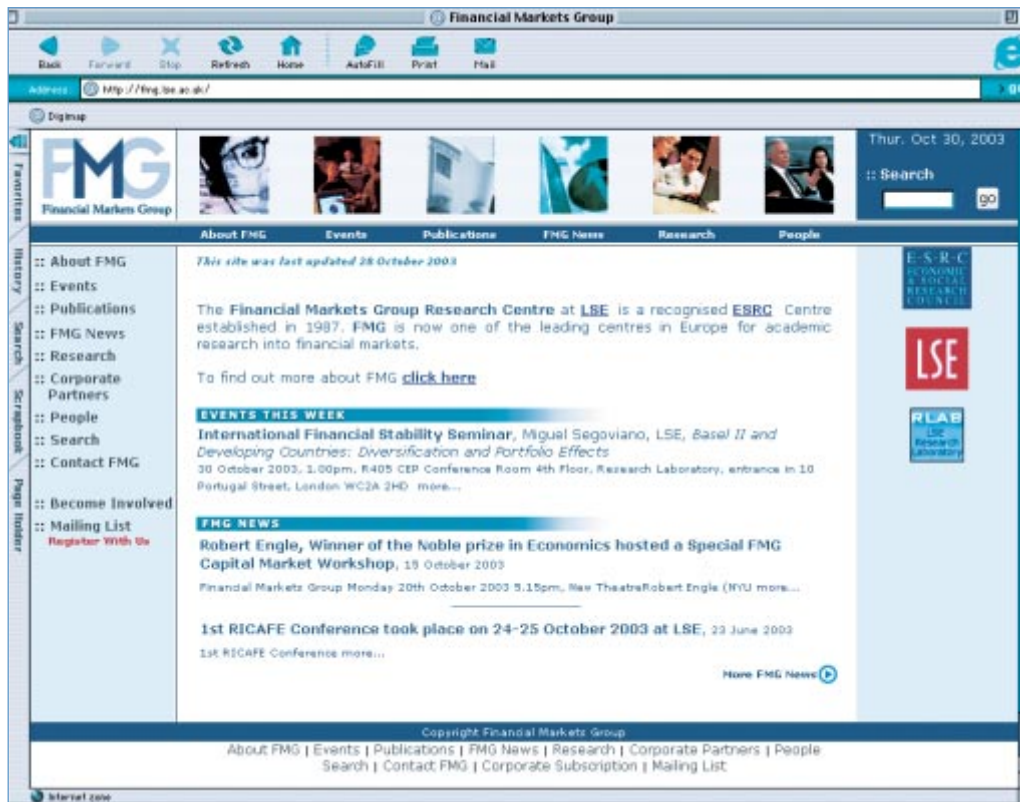 Financial Markets Group
Back Forward Stop Refresh Home AutoFill Print Mail
Address http://fmg.lse.ac.uk/
Digimap
Favorites
History
Search
Scrapbook
Page Holder
FMG
Financial Markets Group
Thur. Oct 30, 2003
:: Search
go
About FMG Events Publications FMG News Research People
:: About FMG
:: Events
:: Publications
:: FMG News
:: Research
:: Corporate
Partners
:: People
:: Search
:: Contact FMG
:: Become Involved
:: Mailing List
Register With Us
This site was last updated 28 October 2003
The Financial Markets Group Research Centre at LSE is a recognised ESRC Centre
established in 1987. FMG is now one of the leading centres in Europe for academic
research into financial markets.
To find out more about FMG click here
EVENTS THIS WEEK
International Financial Stability Seminar, Miguel Segoviano, LSE, Basel II and
Developing Countries: Diversification and Portfolio Effects
30 October 2003, 1.00pm, R405 CEP Conference Room 4th Floor, Research Laboratory, entrance in 10
Portugal Street, London WC2A 2HD more...
FMG NEWS
Robert Engle, Winner of the Noble prize in Economics hosted a Special FMG
Capital Market Workshop, 15 October 2003
Financial Markets Group Monday 20th October 2003 5.15pm, New TheatreRobert Engle (NYU more...
1st RICAFE Conference took place on 24-25 October 2003 at LSE, 23 June 2003
1st RICAFE Conference more...
More FMG News
E·S·R·C
ECONOMIC
& SOCIAL
RESEARCH
COUNCIL
LSE
RLAB
LSE
Research
Laboratory
Copyright Financial Markets Group
About FMG | Events | Publications | FMG News | Research | Corporate Partners | People
Search | Contact FMG | Corporate Subscription | Mailing List
Internet zone